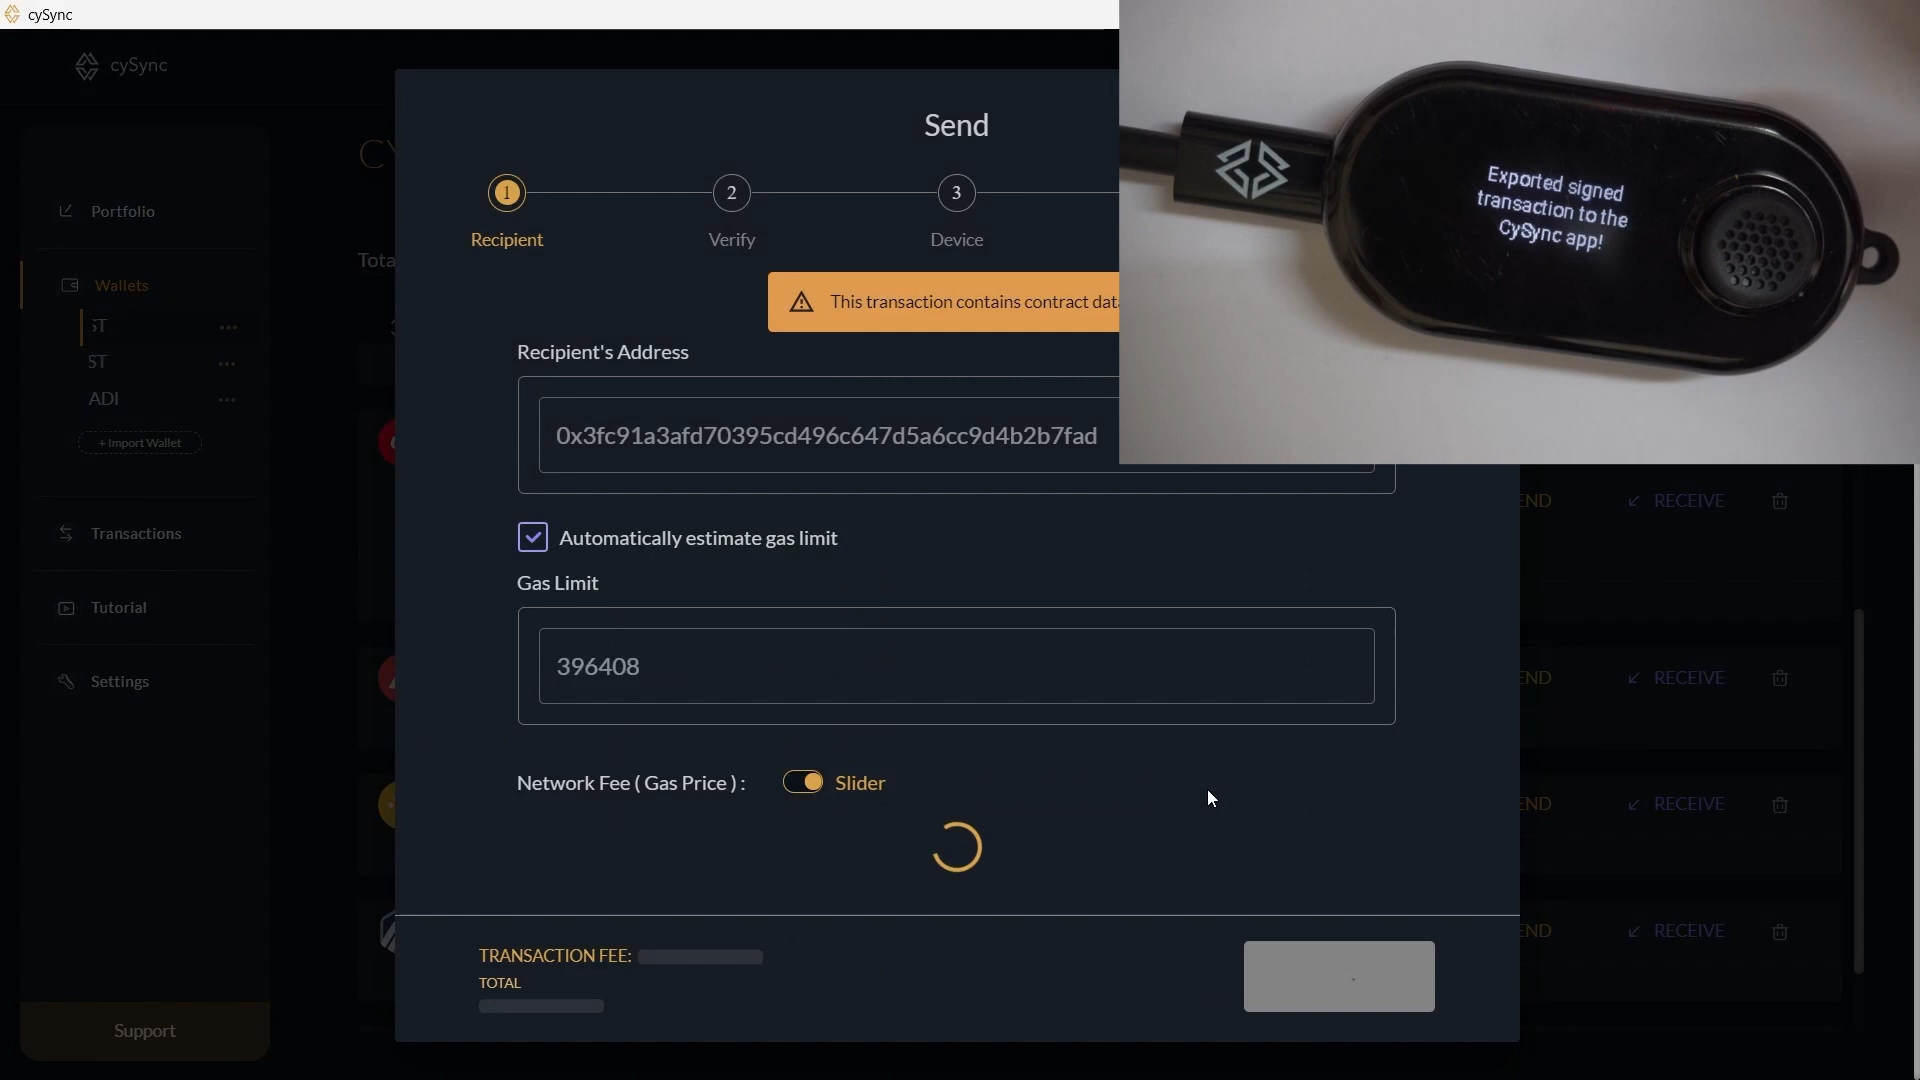 cySync
cySync
Send
1
2
3
Recipient
Verify
Device
Portfolio
Wallets
ST
ADI
+ Import Wallet
Transactions
Tutorial
Settings
Support
This transaction contains contract
Recipient's Address
0x3fc91a3afd70395cd496c647d5a6cc9d4b2b7fad
Automatically estimate gas limit
Gas Limit
396408
Network Fee ( Gas Price ) :
Slider
TRANSACTION FEE:
TOTAL
Exported signed
transaction to the
CySync app!
RECEIVE
RECEIVE
RECEIVE
RECEIVE